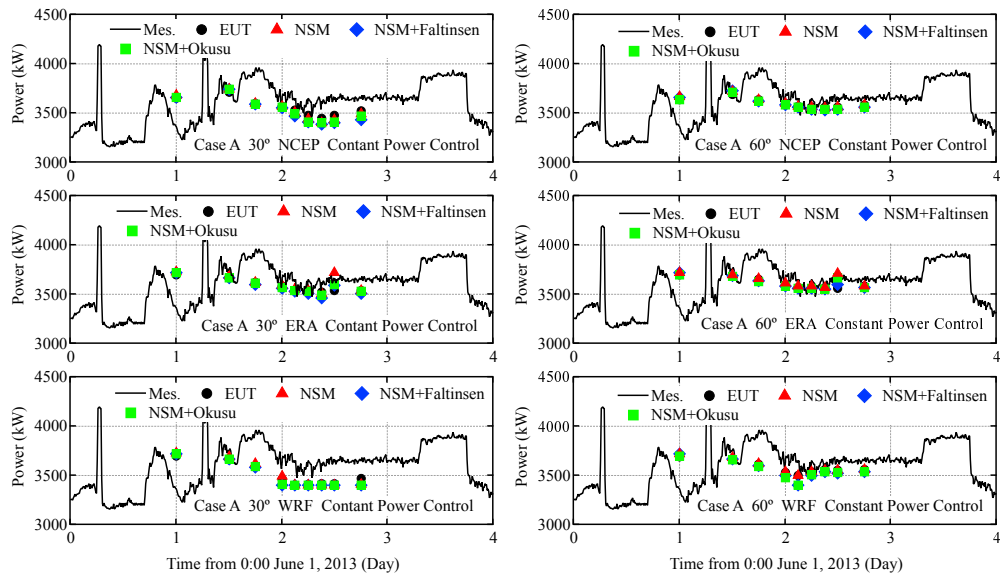 4500
4000
3500
3000
Power (kW)
Mes. EUT NSM NSM+Faltinsen
NSM+Okusu
Case A 30º NCEP Contant Power Control
0 1 2 3 4
4500
4000
3500
3000
Power (kW)
Mes. EUT NSM NSM+Faltinsen
NSM+Okusu
Case A 60º NCEP Constant Power Control
0 1 2 3 4
4500
4000
3500
3000
Power (kW)
Mes. EUT NSM NSM+Faltinsen
NSM+Okusu
Case A 30º ERA Contant Power Control
0 1 2 3 4
4500
4000
3500
3000
Power (kW)
Mes. EUT NSM NSM+Faltinsen
NSM+Okusu
Case A 60º ERA Constant Power Control
0 1 2 3 4
4500
4000
3500
3000
Power (kW)
Mes. EUT NSM NSM+Faltinsen
NSM+Okusu
Case A 30º WRF Contant Power Control
0 1 2 3 4
Time from 0:00 June 1, 2013 (Day)
4500
4000
3500
3000
Power (kW)
Mes. EUT NSM NSM+Faltinsen
NSM+Okusu
Case A 60º WRF Constant Power Control
0 1 2 3 4
Time from 0:00 June 1, 2013 (Day)